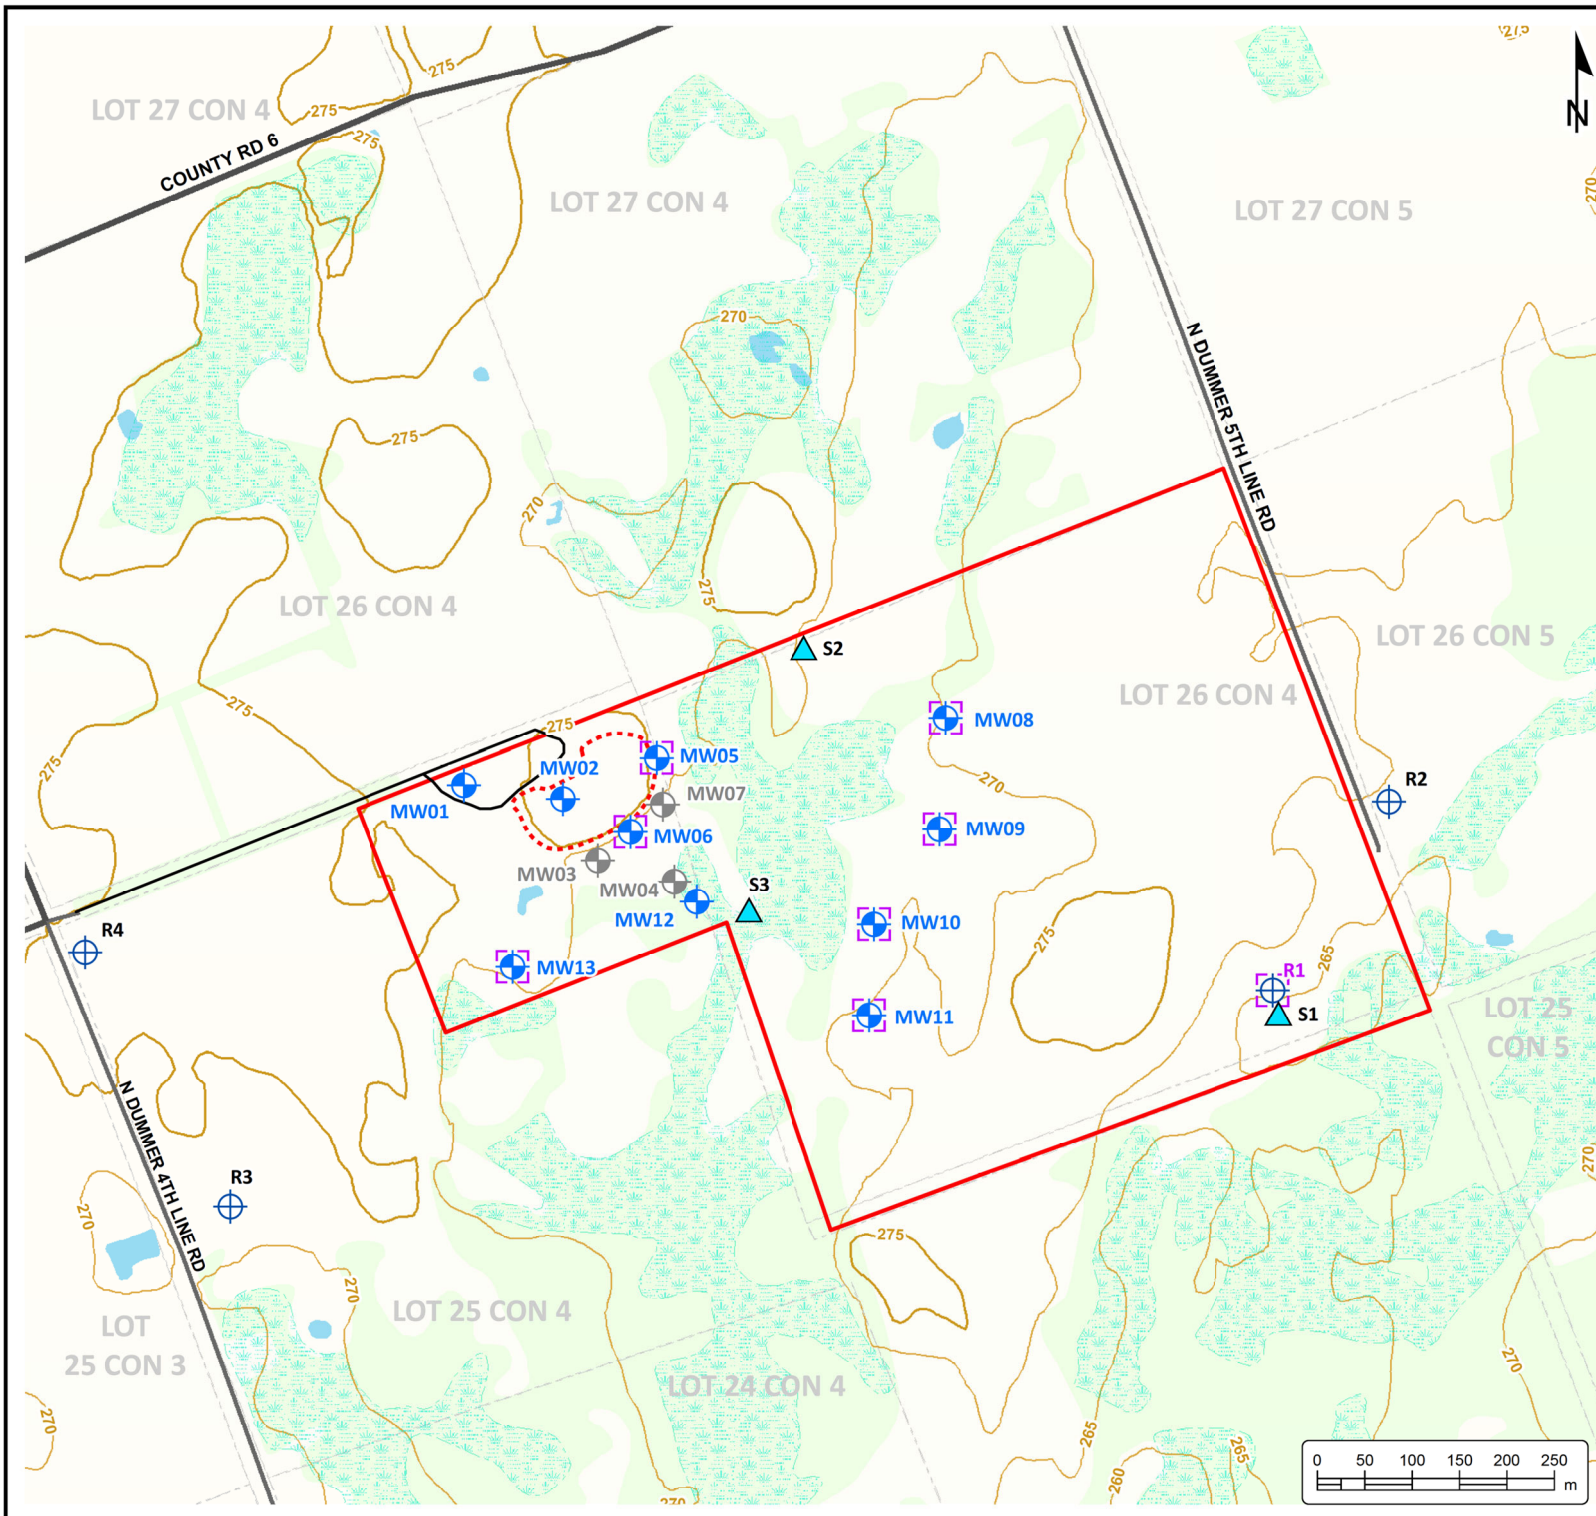 275
275
275
275
N
LOT 27 CON 4
COUNTY RD 6
LOT 27 CON 4
LOT 27 CON 5
270
270
N DUMMER 5TH LINE RD
275
270
275
LOT 26 CON 4
LOT 26 CON 5
S2
LOT 26 CON 4
275
275
275
MW08
MW05
MW02
MW07
MW01
270
R2
MW06
MW09
MW03
MW04
S3
MW12
MW10
R4
275
265
MW13
R1
S1
MW11
LOT 25
CON 5
N DUMMER 4TH LINE RD
R3
270
270
275
270
LOT 25 CON 4
LOT
25 CON 3
270
LOT 24 CON 4
270
265
265
260
270
0 50 100 150 200 250
m